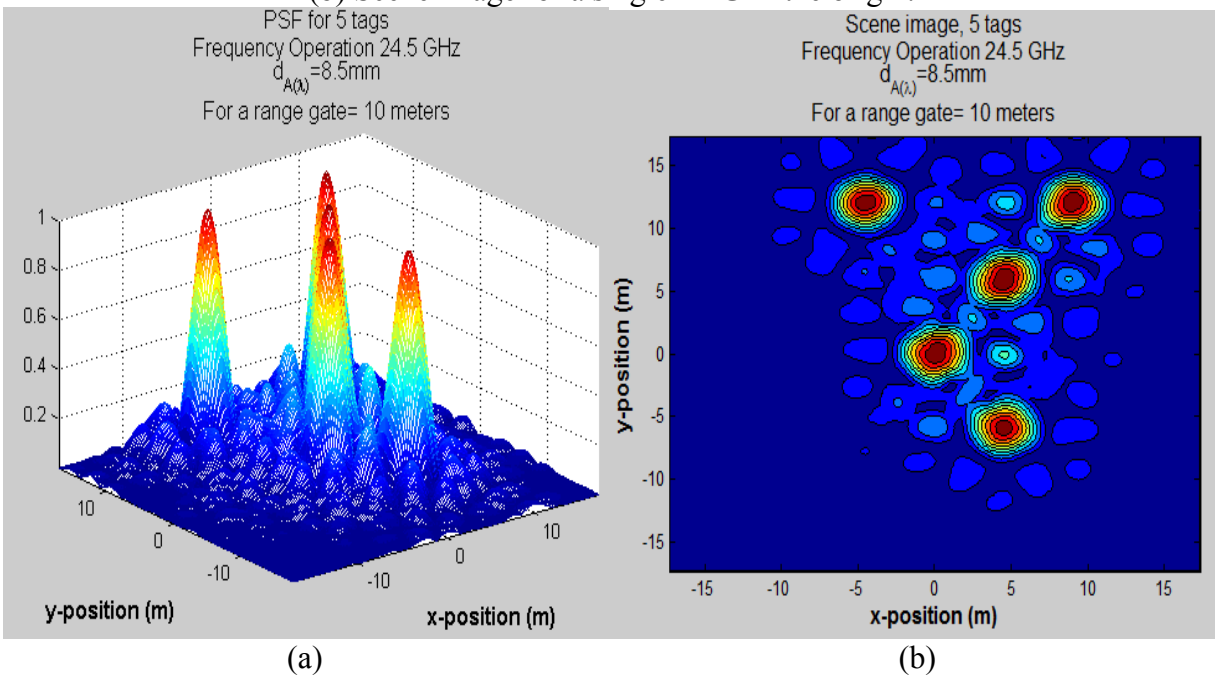 PSF for 5 tags
Frequency Operation 24.5 GHz
d_A(λ)=8.5mm
For a range gate= 10 meters
1
0.8
0.6
0.4
0.2
10
0
-10
-10
0
10
y-position (m)
x-position (m)
(a)
Scene image, 5 tags
Frequency Operation 24.5 GHz
d_A(λ)=8.5mm
For a range gate= 10 meters
15
10
5
0
-5
-10
-15
-15 -10 -5 0 5 10 15
y-position (m)
x-position (m)
(b)